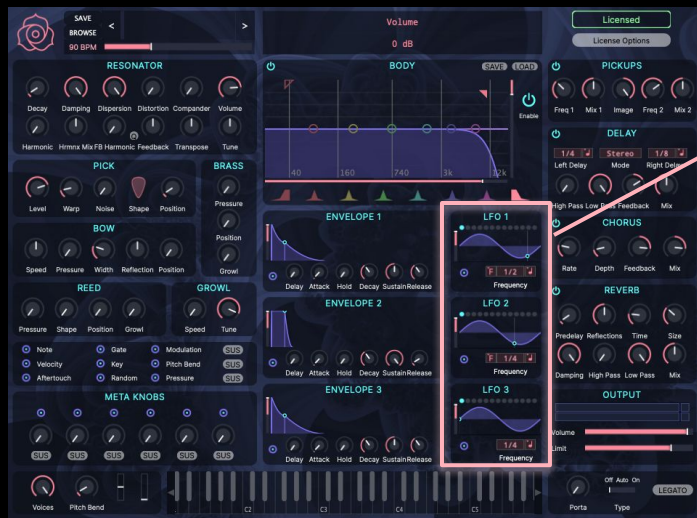 SAVE
BROWSE
90 BPM
< >
Volume
0 dB
Licensed
License Options
RESONATOR
Decay Damping Dispersion Distortion Compander Volume
Harmonic Hrmnx Mix FB Harmonic Feedback Transpose Tune
BODY
SAVE LOAD
Enable
40 160 740 3k 12k
PICKUPS
Freq 1 Mix 1 Image Freq 2 Mix 2
PICK
Level Warp Noise Shape Position
BRASS
Pressure
Position
Growl
BOW
Speed Pressure Width Reflection Position
DELAY
1/4 Stereo 1/8
Left Delay Mode Right Delay
High Pass Low Pass Feedback Mix
ENVELOPE 1
Delay Attack Hold Decay Sustain Release
LFO 1
F 1/2
Frequency
CHORUS
Rate Depth Feedback Mix
REED
Pressure Shape Position Growl
GROWL
Speed Tune
ENVELOPE 2
Delay Attack Hold Decay Sustain Release
LFO 2
F 1/4
Frequency
REVERB
Predelay Reflections Time Size
Damping High Pass Low Pass Mix
Note Gate Modulation SUS
Velocity Key Pitch Bend SUS
Aftertouch Random Pressure SUS
META KNOBS
SUS SUS SUS SUS SUS SUS
ENVELOPE 3
Delay Attack Hold Decay Sustain Release
LFO 3
1/4
Frequency
OUTPUT
Volume
Limit
Voices Pitch Bend
C2 C3 C4 C5
Porta
Off Auto On
Type
LEGATO